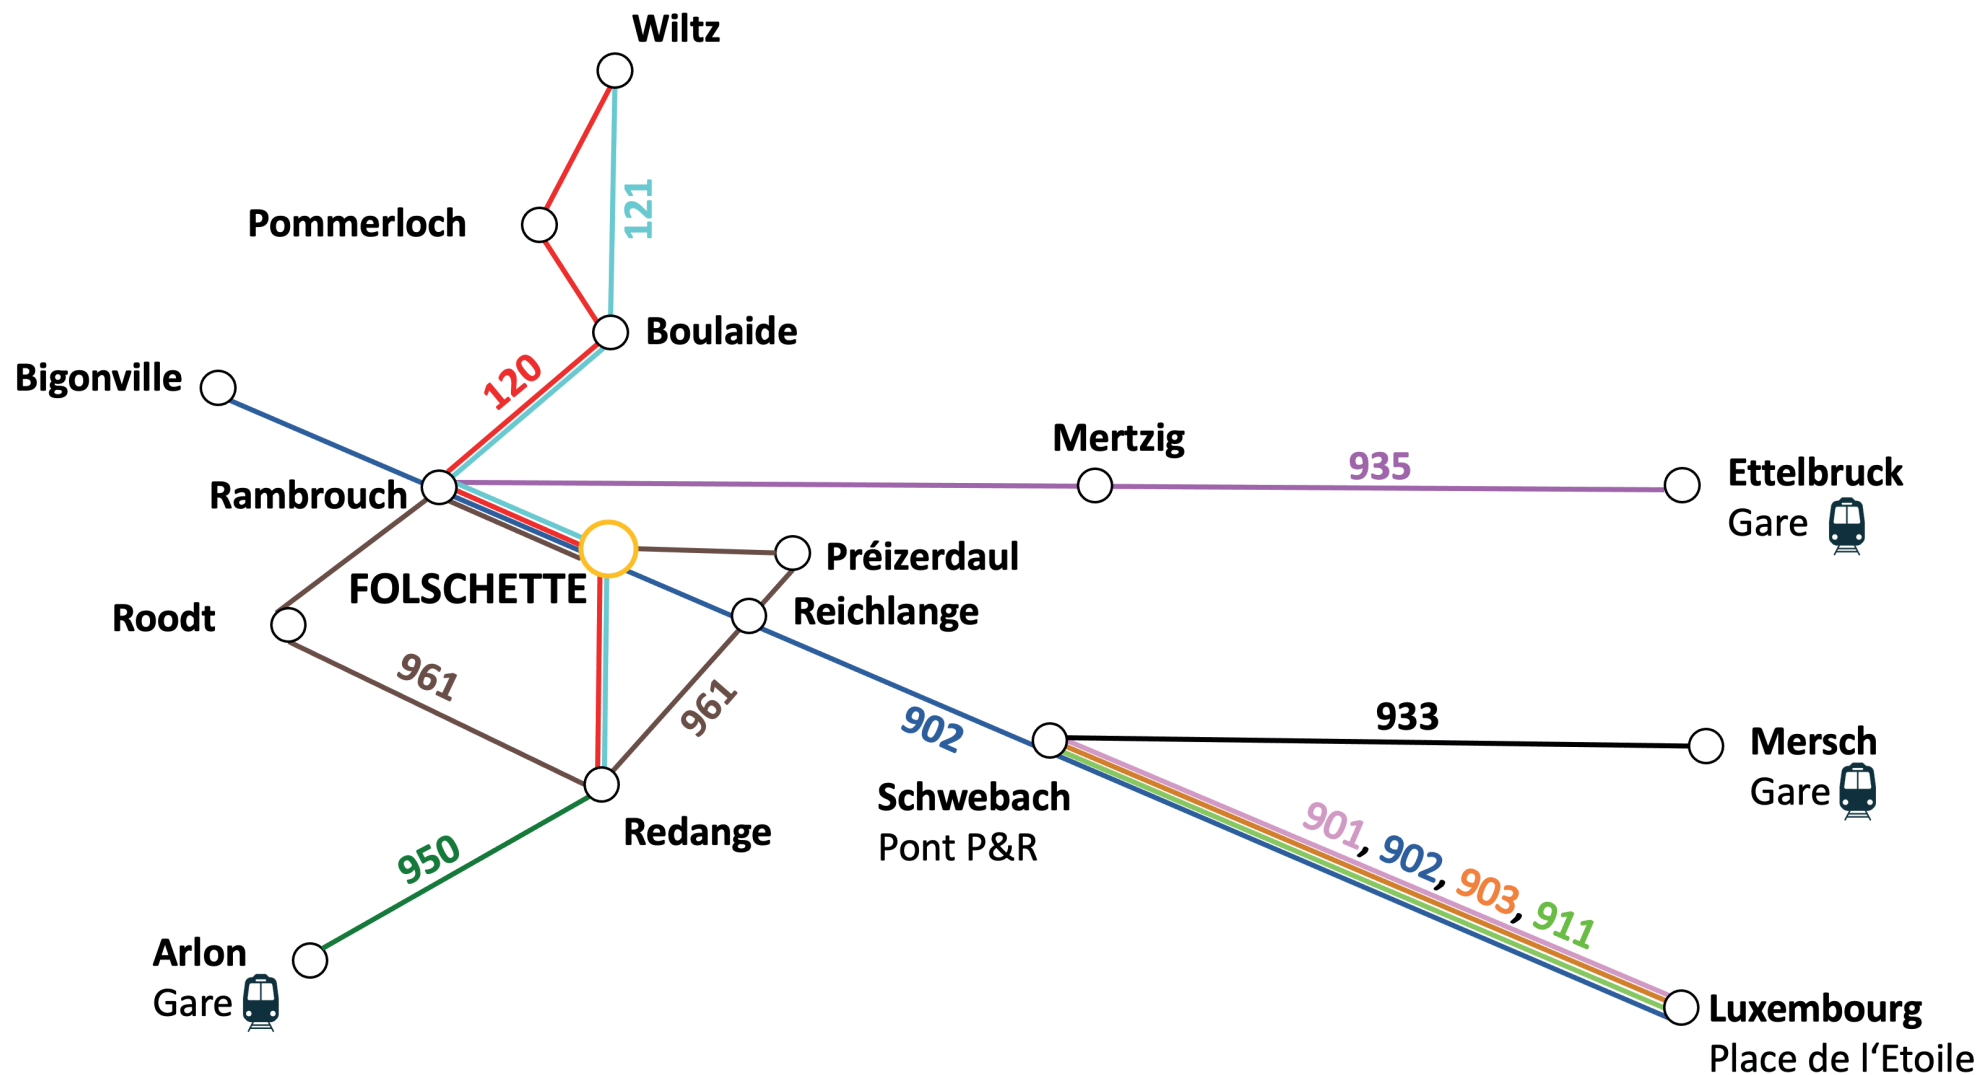 Wiltz
121
Pommerloch
Boulaide
120
Bigonville
Mertzig
935
Ettelbruck
Gare
Rambrouch
Préizerdaul
FOLSCHETTE
Reichlange
Roodt
961
961
902
933
Mersch
Gare
Schwebach
Pont P&R
901, 902, 903, 911
Redange
950
Arlon
Gare
Luxembourg
Place de l‘Etoile